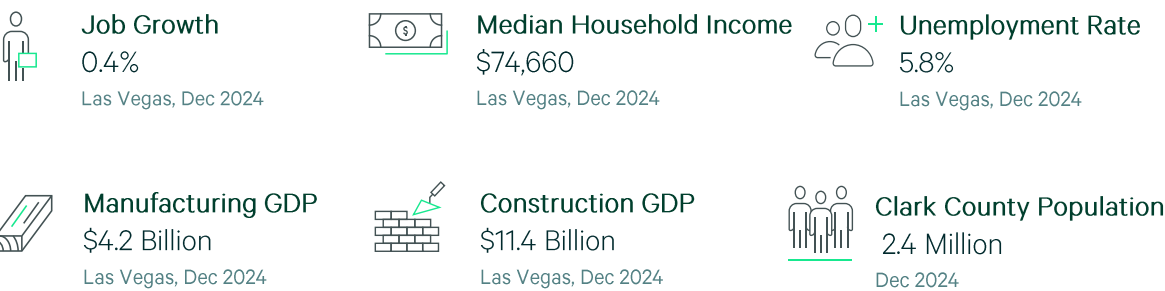 Job Growth
0.4%
Las Vegas, Dec 2024
Median Household Income
$74,660
Las Vegas, Dec 2024
Unemployment Rate
5.8%
Las Vegas, Dec 2024
Manufacturing GDP
$4.2 Billion
Las Vegas, Dec 2024
Construction GDP
$11.4 Billion
Las Vegas, Dec 2024
Clark County Population
2.4 Million
Dec 2024